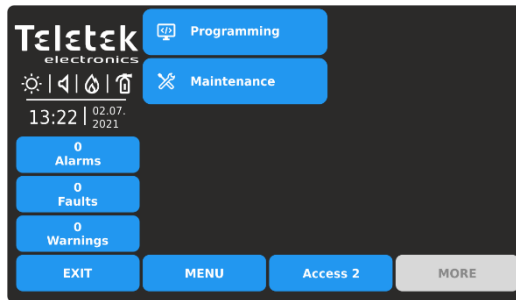 Teletek
electronics
13:22
02.07.
2021
0
Alarms
0
Faults
0
Warnings
Programming
Maintenance
EXIT
MENU
Access 2
MORE